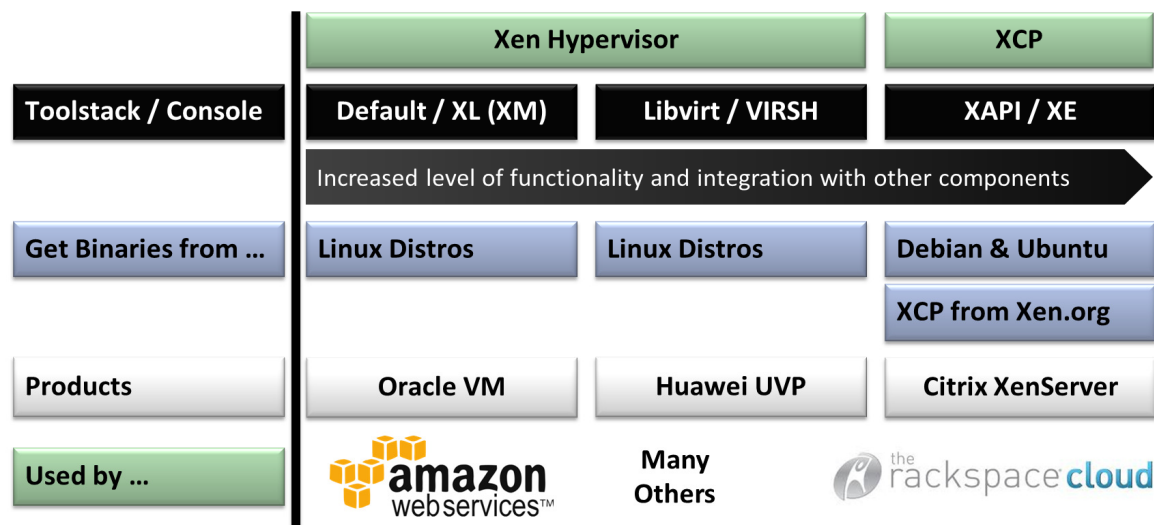 Xen Hypervisor
XCP
Toolstack / Console
Default / XL (XM)
Libvirt / VIRSH
XAPI / XE
Increased level of functionality and integration with other components
Get Binaries from ...
Linux Distros
Linux Distros
Debian & Ubuntu
XCP from Xen.org
Products
Oracle VM
Huawei UVP
Citrix XenServer
Used by ...
amazon
webservices™
Many
Others
the
rackspace cloud